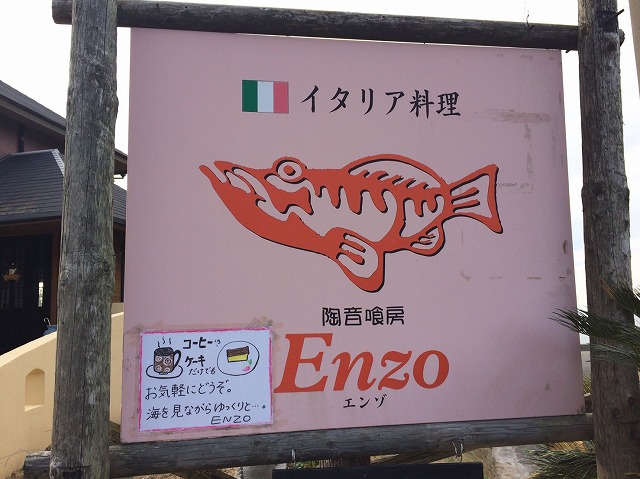 イタリア料理
陶音喰房
Enzo
エンゾ
コーヒーや
ケーキ
だけでも
お気軽にどうぞ。
海を見ながらゆっくりと…。
ENZO